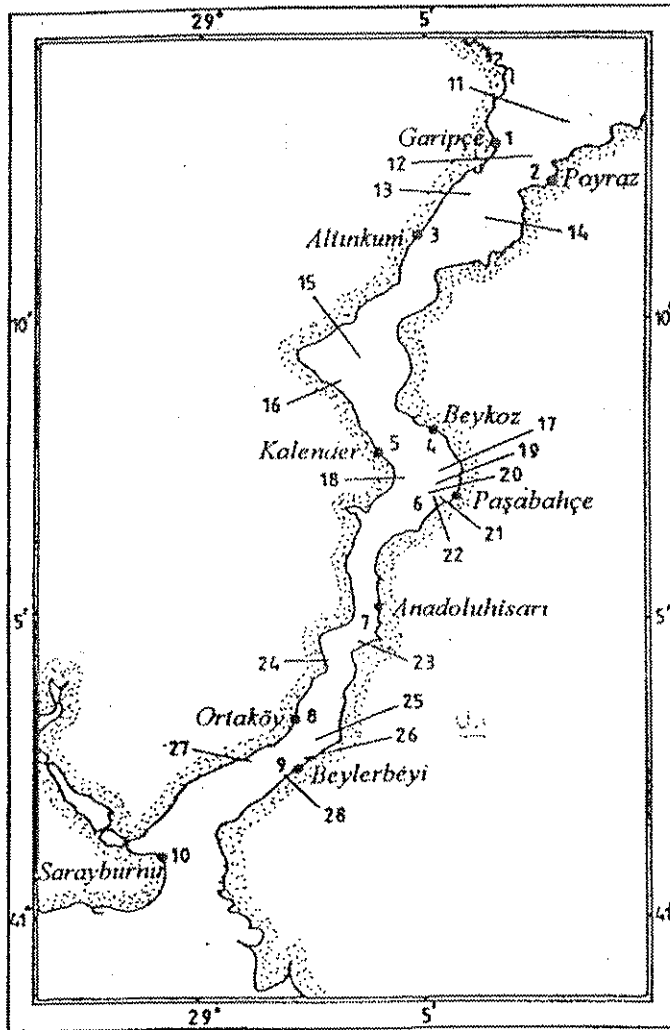 29° 5'
11
Garipçe 1
12
2 Poyraz
13
Altınkum 3
14
15
10' 10'
16
Beykoz
4 17
Kalender 5
19
18
20
6 Paşabahçe
21
22
Anadoluhisarı
5' 5'
7
24 23
Ortaköy 8 25
27 26
9 Beylerbeyi
28
10
Sarayburnu
41° 41°
29° 5'